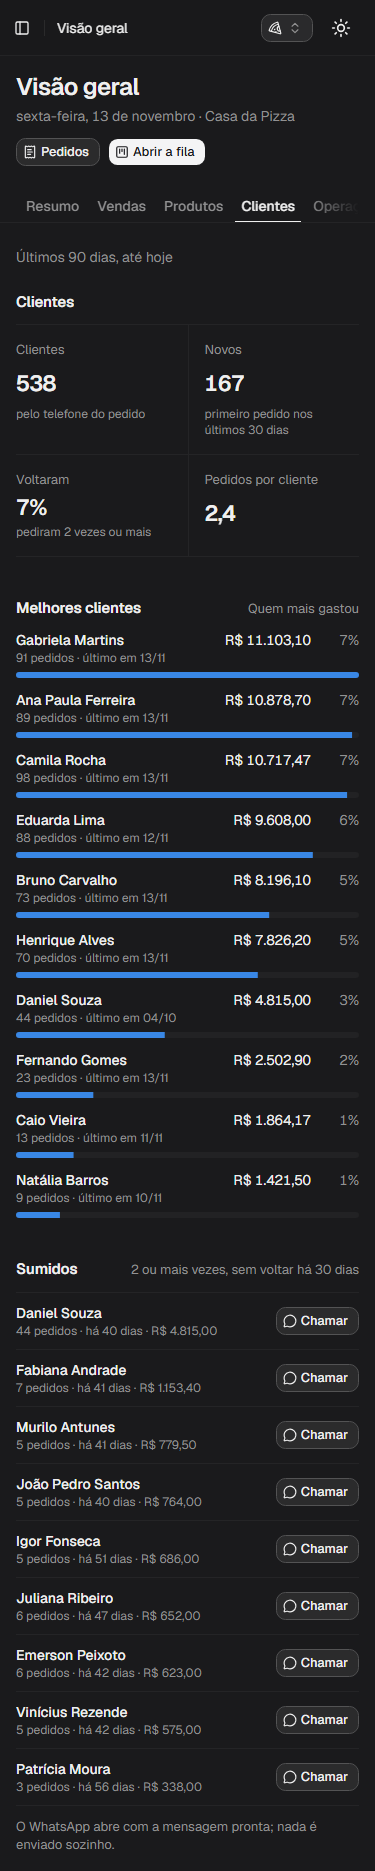 Visão geral
Visão geral
sexta-feira, 13 de novembro · Casa da Pizza
Pedidos
Abrir a fila
Resumo Vendas Produtos Clientes Opera
Últimos 90 dias, até hoje
Clientes
Clientes
538
pelo telefone do pedido
Novos
167
primeiro pedido nos
últimos 30 dias
Voltaram
7%
pediram 2 vezes ou mais
Pedidos por cliente
2,4
Melhores clientes Quem mais gastou
Gabriela Martins R$ 11.103,10 7%
91 pedidos · último em 13/11
Ana Paula Ferreira R$ 10.878,70 7%
89 pedidos · último em 13/11
Camila Rocha R$ 10.717,47 7%
98 pedidos · último em 13/11
Eduarda Lima R$ 9.608,00 6%
88 pedidos · último em 12/11
Bruno Carvalho R$ 8.196,10 5%
73 pedidos · último em 13/11
Henrique Alves R$ 7.826,20 5%
70 pedidos · último em 13/11
Daniel Souza R$ 4.815,00 3%
44 pedidos · último em 04/10
Fernando Gomes R$ 2.502,90 2%
23 pedidos · último em 13/11
Caio Vieira R$ 1.864,17 1%
13 pedidos · último em 11/11
Natália Barros R$ 1.421,50 1%
9 pedidos · último em 10/11
Sumidos 2 ou mais vezes, sem voltar há 30 dias
Daniel Souza
44 pedidos · há 40 dias · R$ 4.815,00
Chamar
Fabiana Andrade
7 pedidos · há 41 dias · R$ 1.153,40
Chamar
Murilo Antunes
5 pedidos · há 41 dias · R$ 779,50
Chamar
João Pedro Santos
5 pedidos · há 40 dias · R$ 764,00
Chamar
Igor Fonseca
5 pedidos · há 51 dias · R$ 686,00
Chamar
Juliana Ribeiro
6 pedidos · há 47 dias · R$ 652,00
Chamar
Emerson Peixoto
6 pedidos · há 42 dias · R$ 623,00
Chamar
Vinícius Rezende
5 pedidos · há 42 dias · R$ 575,00
Chamar
Patrícia Moura
3 pedidos · há 56 dias · R$ 338,00
Chamar
O WhatsApp abre com a mensagem pronta; nada é
enviado sozinho.